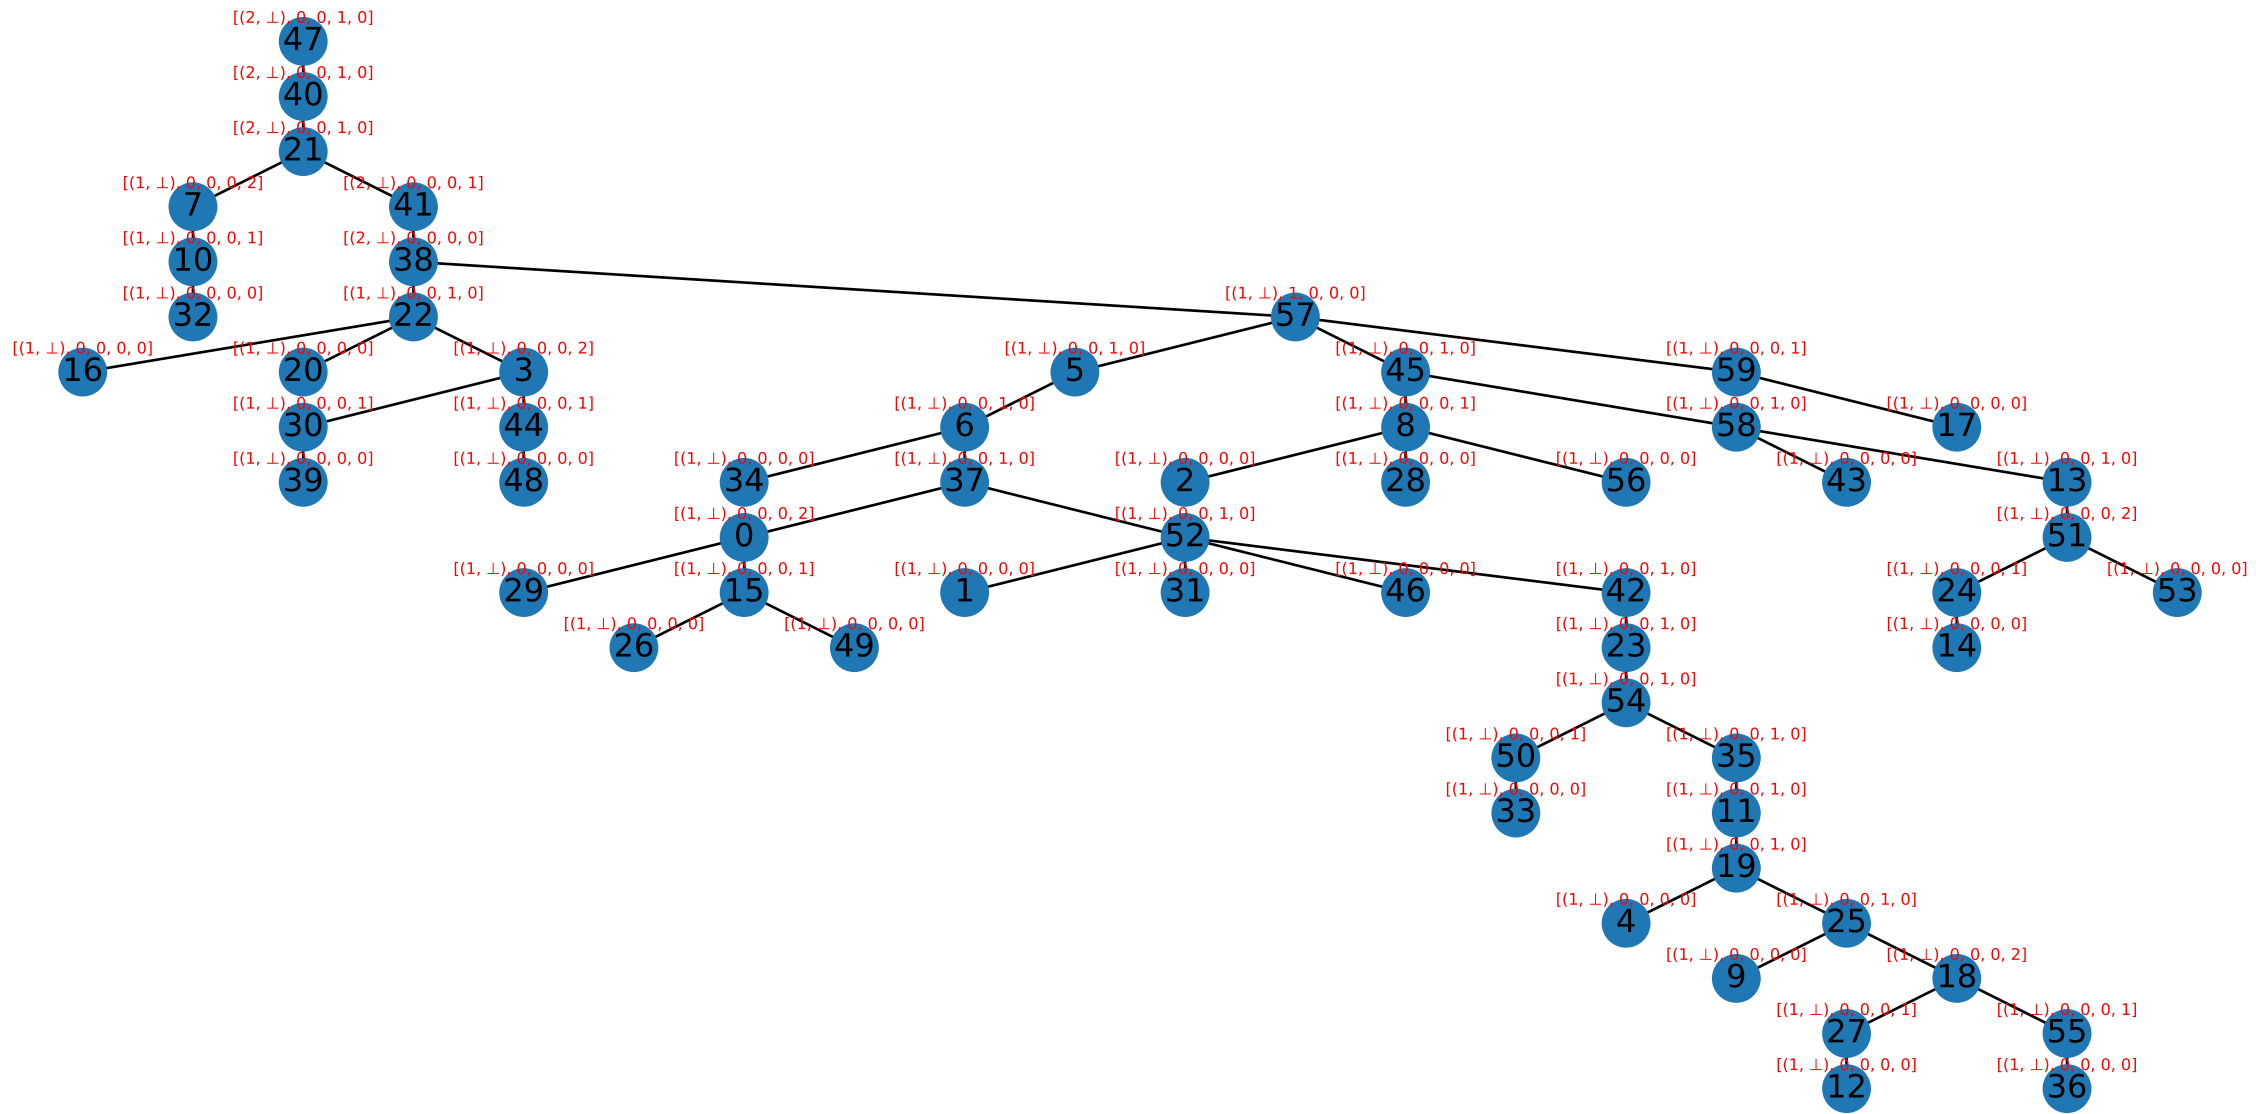 [(2, ⊥), 0, 0, 1, 0]
47
[(2, ⊥), 0, 0, 1, 0]
40
[(2, ⊥), 0, 0, 1, 0]
21
[(1, ⊥), 0, 0, 0, 2] [(2, ⊥), 0, 0, 0, 1]
7 41
[(1, ⊥), 0, 0, 0, 1] [(2, ⊥), 0, 0, 0, 0]
10 38
[(1, ⊥), 0, 0, 0, 0] [(1, ⊥), 0, 0, 1, 0] [(1, ⊥), 1, 0, 0, 0]
32 22 57
[(1, ⊥), 0, 0, 0, 0] [(1, ⊥), 0, 0, 0, 0] [(1, ⊥), 0, 0, 0, 2] [(1, ⊥), 0, 0, 1, 0] [(1, ⊥), 0, 0, 1, 0] [(1, ⊥), 0, 0, 0, 1]
16 20 3 5 45 59
[(1, ⊥), 0, 0, 0, 1] [(1, ⊥), 0, 0, 0, 1] [(1, ⊥), 0, 0, 1, 0] [(1, ⊥), 0, 0, 0, 1] [(1, ⊥), 0, 0, 1, 0] [(1, ⊥), 0, 0, 0, 0]
30 44 6 8 58 17
[(1, ⊥), 0, 0, 0, 0] [(1, ⊥), 0, 0, 0, 0] [(1, ⊥), 0, 0, 0, 0] [(1, ⊥), 0, 0, 1, 0] [(1, ⊥), 0, 0, 0, 0] [(1, ⊥), 0, 0, 0, 0] [(1, ⊥), 0, 0, 0, 0] [(1, ⊥), 0, 0, 0, 0] [(1, ⊥), 0, 0, 1, 0]
39 48 34 37 2 28 56 43 13
[(1, ⊥), 0, 0, 0, 2] [(1, ⊥), 0, 0, 1, 0] [(1, ⊥), 0, 0, 0, 2]
0 52 51
[(1, ⊥), 0, 0, 0, 0] [(1, ⊥), 0, 0, 0, 1] [(1, ⊥), 0, 0, 0, 0] [(1, ⊥), 0, 0, 0, 0] [(1, ⊥), 0, 0, 0, 0] [(1, ⊥), 0, 0, 1, 0] [(1, ⊥), 0, 0, 0, 1] [(1, ⊥), 0, 0, 0, 0]
29 15 1 31 46 42 24 53
[(1, ⊥), 0, 0, 0, 0] [(1, ⊥), 0, 0, 0, 0] [(1, ⊥), 0, 0, 1, 0] [(1, ⊥), 0, 0, 0, 0]
26 49 23 14
[(1, ⊥), 0, 0, 1, 0]
54
[(1, ⊥), 0, 0, 0, 1] [(1, ⊥), 0, 0, 1, 0]
50 35
[(1, ⊥), 0, 0, 0, 0] [(1, ⊥), 0, 0, 1, 0]
33 11
[(1, ⊥), 0, 0, 1, 0]
19
[(1, ⊥), 0, 0, 0, 0] [(1, ⊥), 0, 0, 1, 0]
4 25
[(1, ⊥), 0, 0, 0, 0] [(1, ⊥), 0, 0, 0, 2]
9 18
[(1, ⊥), 0, 0, 0, 1] [(1, ⊥), 0, 0, 0, 1]
27 55
[(1, ⊥), 0, 0, 0, 0] [(1, ⊥), 0, 0, 0, 0]
12 36